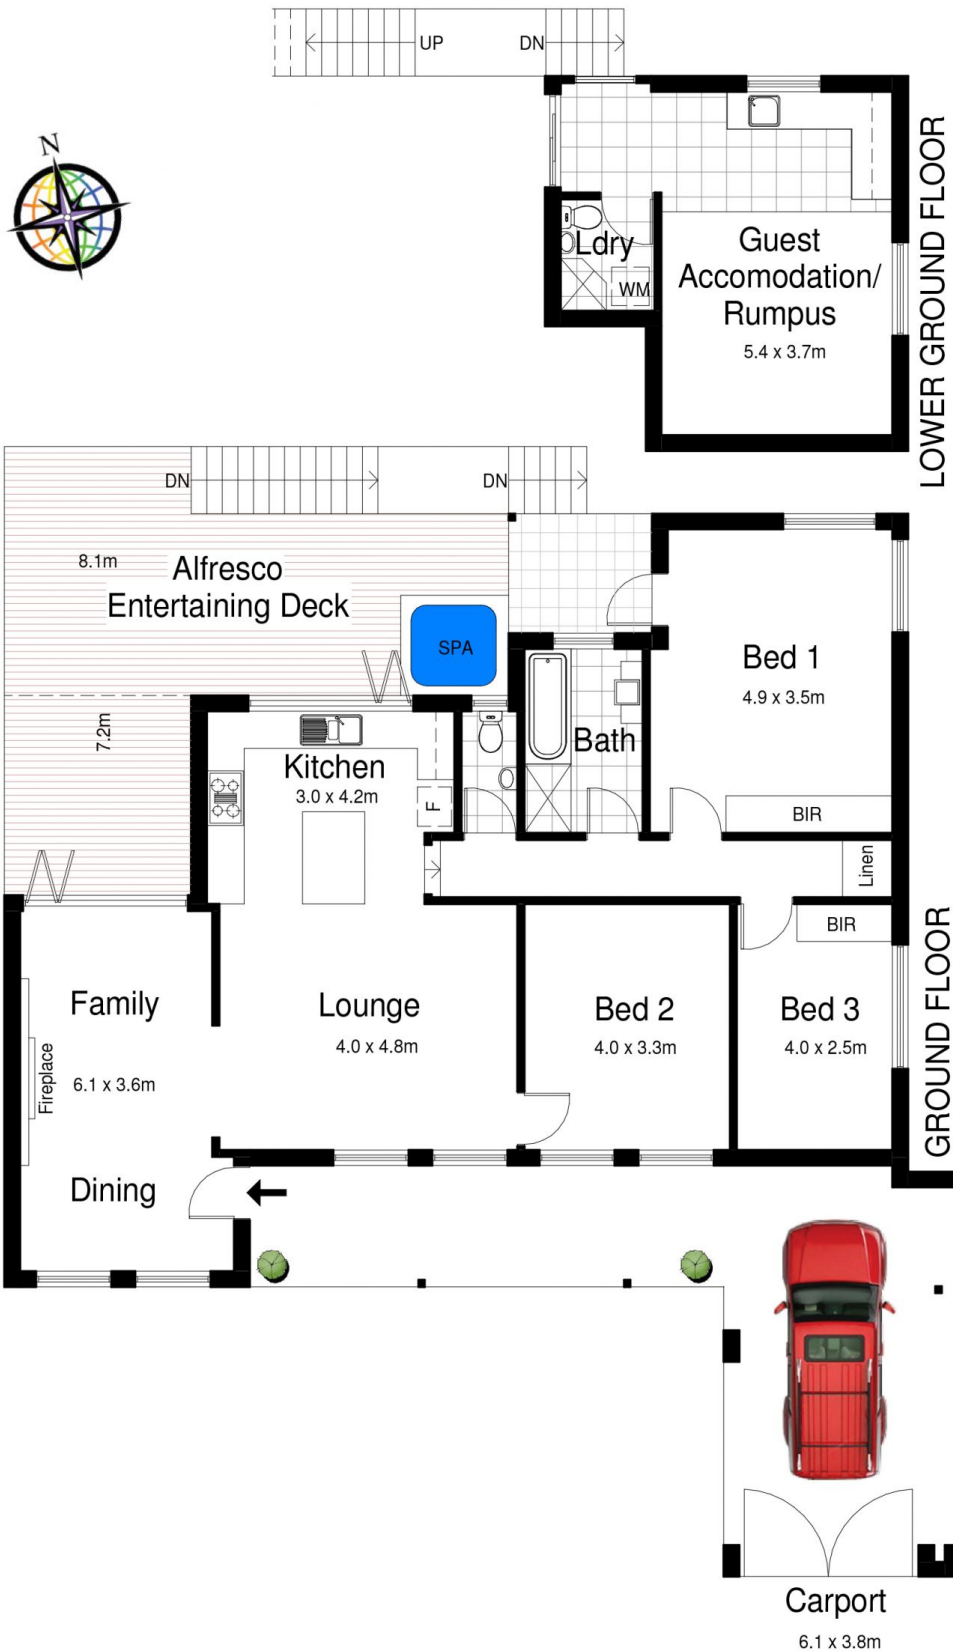 UP
DN
N
LOWER GROUND FLOOR
Ldry
WM
Guest
Accomodation/
Rumpus
5.4 x 3.7m
DN
DN
8.1m
Alfresco
Entertaining Deck
SPA
7.2m
Bed 1
4.9 x 3.5m
Bath
Kitchen
3.0 x 4.2m
F
BIR
Linen
BIR
GROUND FLOOR
Family
6.1 x 3.6m
Fireplace
Lounge
4.0 x 4.8m
Bed 2
4.0 x 3.3m
Bed 3
4.0 x 2.5m
Dining
Carport
6.1 x 3.8m